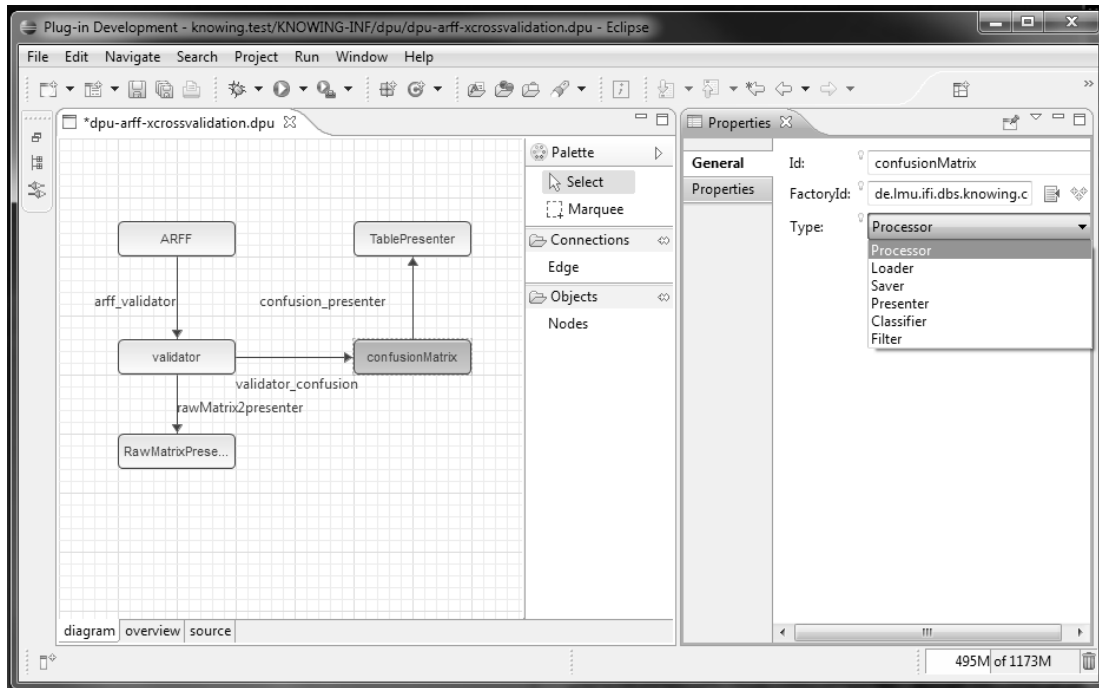 Plug-in Development - knowing.test/KNOWING-INF/dpu/dpu-arff-xcrossvalidation.dpu - Eclipse
File Edit Navigate Search Project Run Window Help
*dpu-arff-xcrossvalidation.dpu
ARFF
TablePresenter
arff_validator
confusion_presenter
validator
confusionMatrix
validator_confusion
rawMatrix2presenter
RawMatrixPrese...
Palette
Select
Marquee
Connections
Edge
Objects
Nodes
diagram overview source
Properties
General
Properties
Id: confusionMatrix
FactoryId: de.lmu.ifi.dbs.knowing.c
Type: Processor
Processor
Loader
Saver
Presenter
Classifier
Filter
495M of 1173M